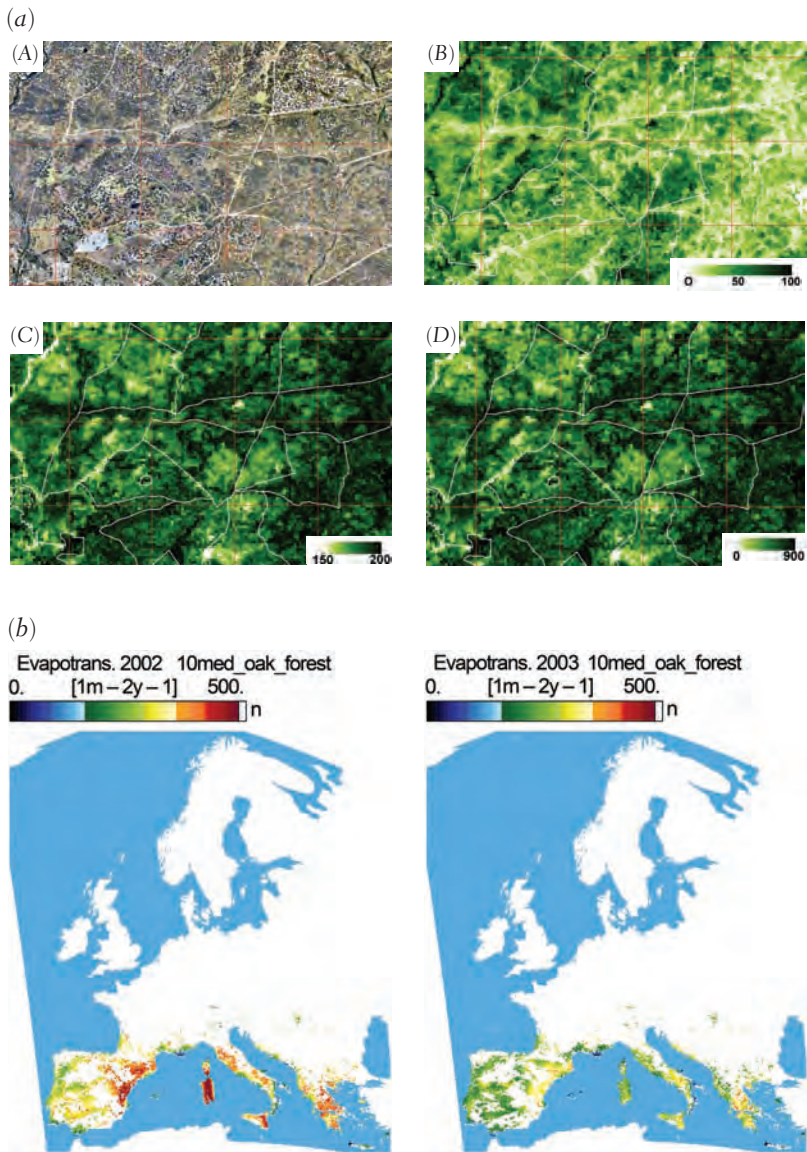 (a)
(A)
(B)
0 50 100
(C)
(D)
150 200
0 900
(b)
Evapotrans. 2002 10med_oak_forest
0. [1m – 2y – 1] 500.
n
Evapotrans. 2003 10med_oak_forest
0. [1m – 2y – 1] 500.
n